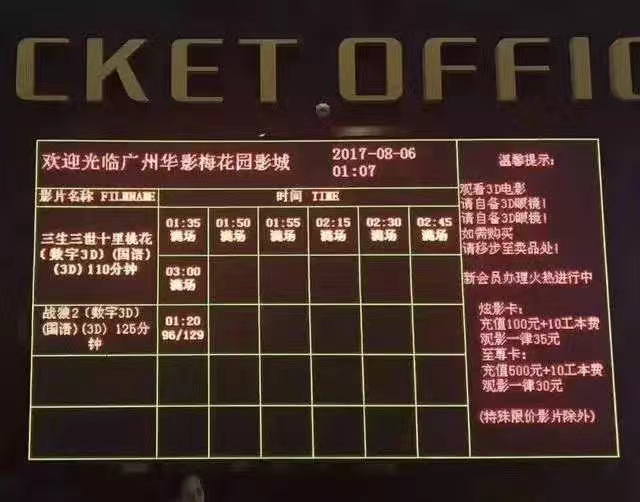 CKET OFFIC
欢迎光临广州华影梅花园影城
2017-08-06
01:07
影片名称 FILMNAME
时间 TIME
三生三世十里桃花
(数字3D)(国语)
(3D)110分钟
01:35
满场
01:50
满场
01:55
满场
02:15
满场
02:30
满场
02:45
满场
03:00
满场
战狼2(数字3D)
(国语)(3D)125分
钟
01:20
96/129
温馨提示:
观看3D电影
请自备3D眼镜!
请自备3D眼镜!
如需购买
请移步至卖品处!
新会员办理火热进行中
炫影卡:
充值100元+10工本费
观影一律35元
至尊卡:
充值500元+10工本费
观影一律30元
(特殊限价影片除外)